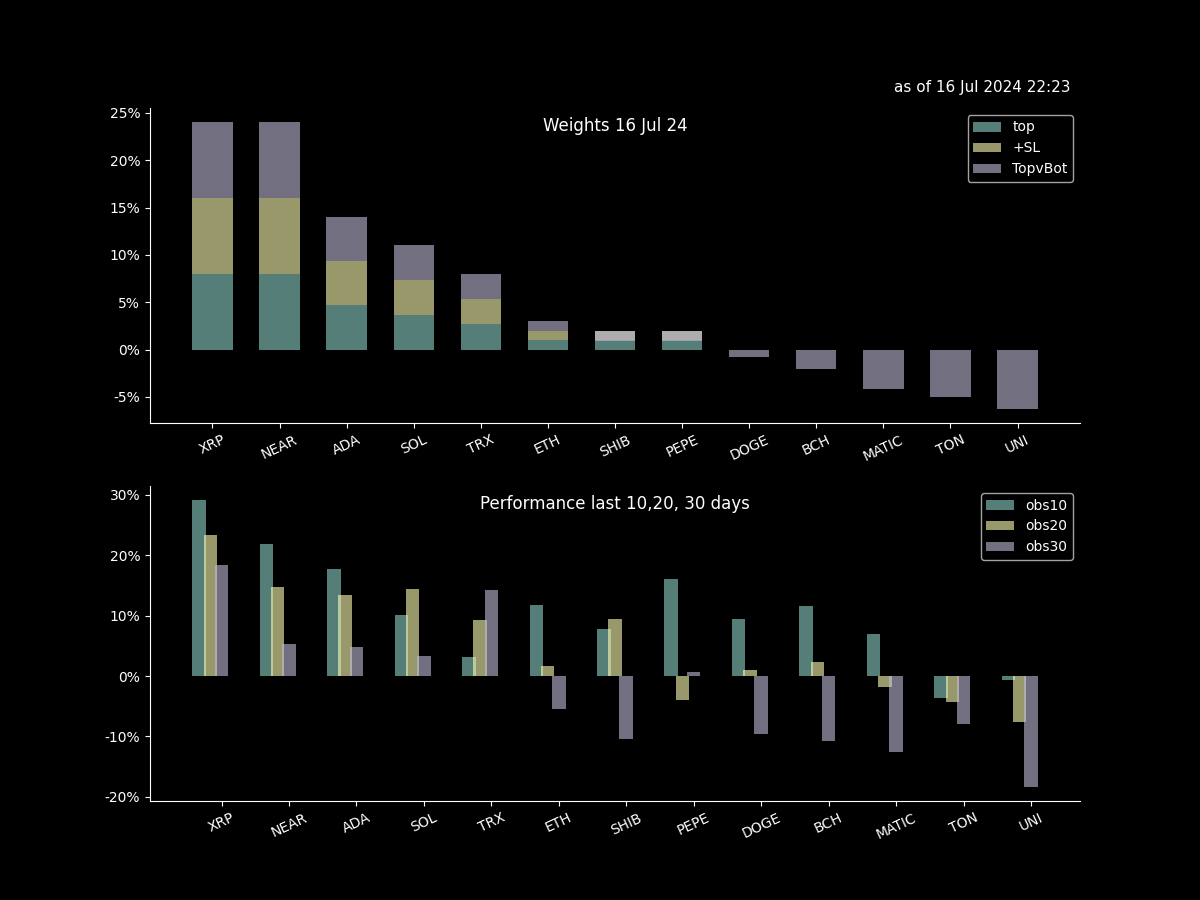 as of 16 Jul 2024 22:23
Weights 16 Jul 24
top
+SL
TopvBot
25%
20%
15%
10%
5%
0%
-5%
XRP NEAR ADA SOL TRX ETH SHIB PEPE DOGE BCH MATIC TON UNI
Performance last 10,20, 30 days
obs10
obs20
obs30
30%
20%
10%
0%
-10%
-20%
XRP NEAR ADA SOL TRX ETH SHIB PEPE DOGE BCH MATIC TON UNI